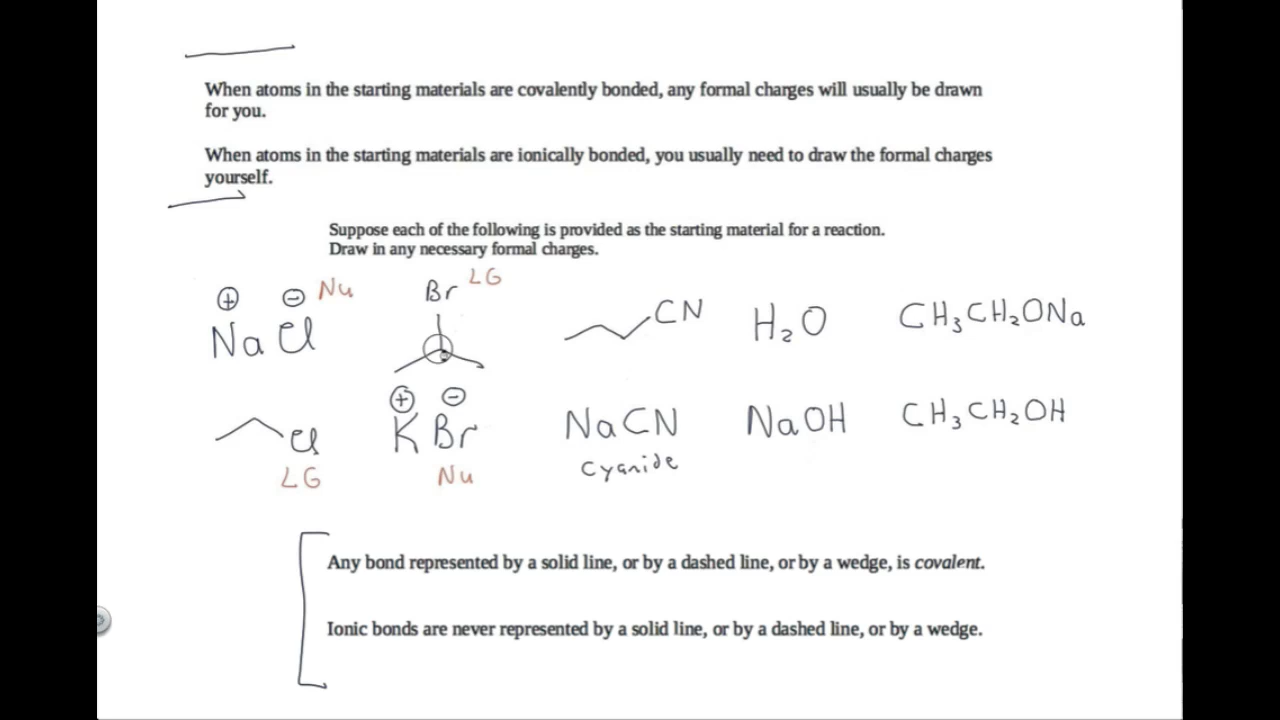 When atoms in the starting materials are covalently bonded, any formal charges will usually be drawn
for you.
When atoms in the starting materials are ionically bonded, you usually need to draw the formal charges
yourself.
Suppose each of the following is provided as the starting material for a reaction.
Draw in any necessary formal charges.
⊕ ⊖ Nu
NaCl
Br LG
CN
H₂O
CH₃CH₂ONa
Cl
LG
⊕ ⊖
KBr
Nu
NaCN
Cyanide
NaOH
CH₃CH₂OH
Any bond represented by a solid line, or by a dashed line, or by a wedge, is covalent.
Ionic bonds are never represented by a solid line, or by a dashed line, or by a wedge.